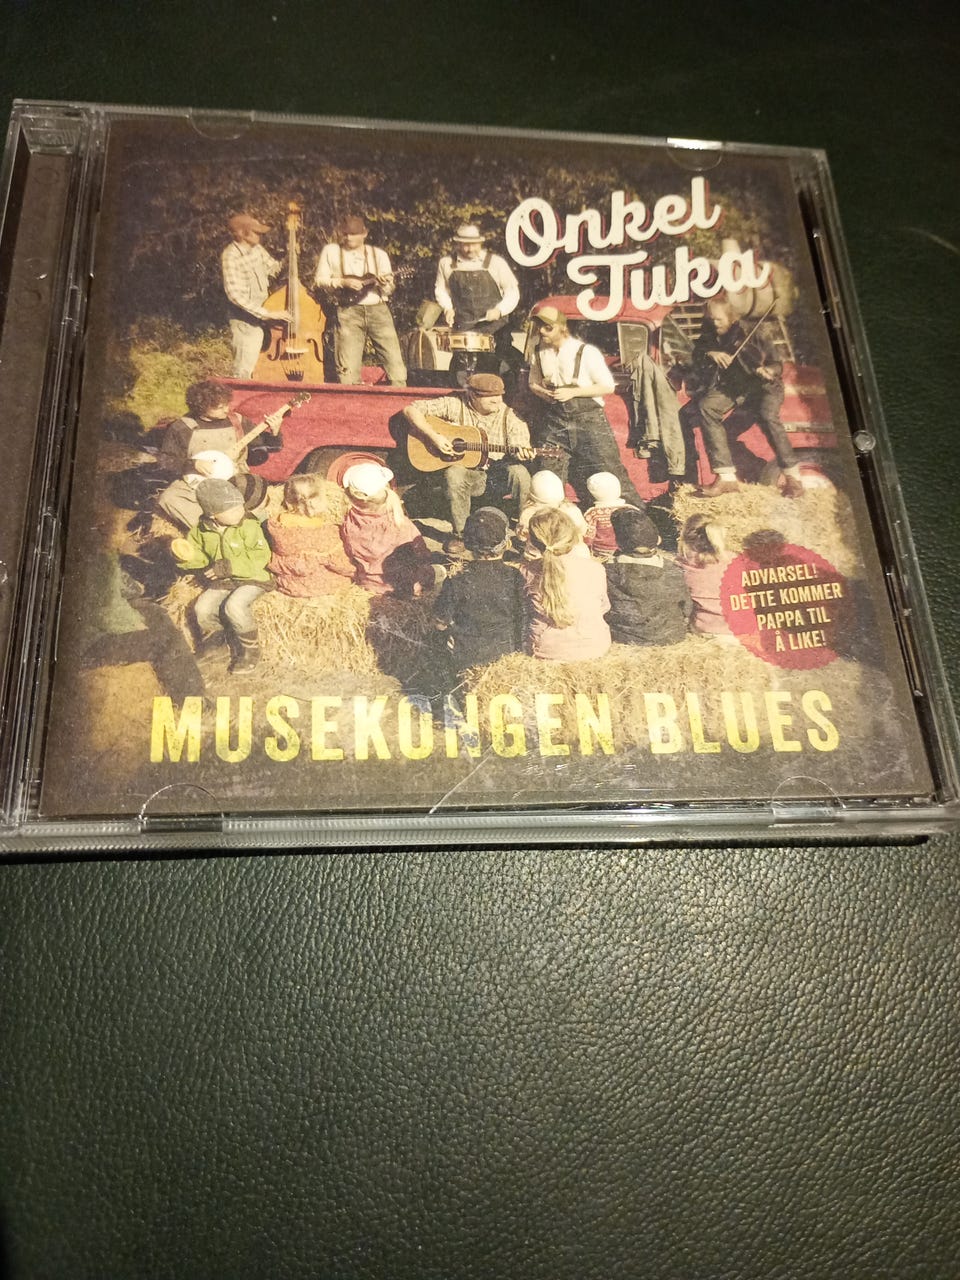 Onkel
Tuka
ADVARSEL!
DETTE KOMMER
PAPPA TIL
Å LIKE!
MUSEKONGEN BLUES